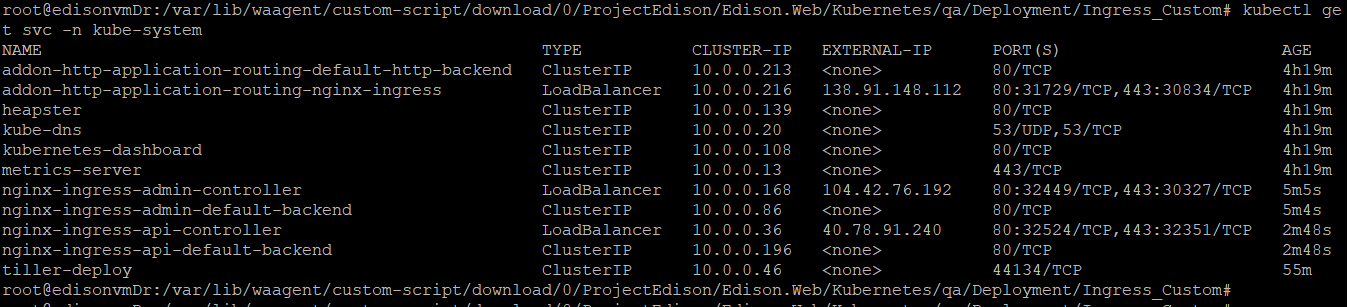 root@edisonvmDr:/var/lib/waagent/custom-script/download/0/ProjectEdison/Edison.Web/Kubernetes/qa/Deployment/Ingress_Custom# kubectl ge
t svc -n kube-system
NAME TYPE CLUSTER-IP EXTERNAL-IP PORT(S) AGE
addon-http-application-routing-default-http-backend ClusterIP 10.0.0.213 <none> 80/TCP 4h19m
addon-http-application-routing-nginx-ingress LoadBalancer 10.0.0.216 138.91.148.112 80:31729/TCP,443:30834/TCP 4h19m
heapster ClusterIP 10.0.0.139 <none> 80/TCP 4h19m
kube-dns ClusterIP 10.0.0.20 <none> 53/UDP,53/TCP 4h19m
kubernetes-dashboard ClusterIP 10.0.0.108 <none> 80/TCP 4h19m
metrics-server ClusterIP 10.0.0.13 <none> 443/TCP 4h19m
nginx-ingress-admin-controller LoadBalancer 10.0.0.168 104.42.76.192 80:32449/TCP,443:30327/TCP 5m5s
nginx-ingress-admin-default-backend ClusterIP 10.0.0.86 <none> 80/TCP 5m4s
nginx-ingress-api-controller LoadBalancer 10.0.0.36 40.78.91.240 80:32524/TCP,443:32351/TCP 2m48s
nginx-ingress-api-default-backend ClusterIP 10.0.0.196 <none> 80/TCP 2m48s
tiller-deploy ClusterIP 10.0.0.46 <none> 44134/TCP 55m
root@edisonvmDr:/var/lib/waagent/custom-script/download/0/ProjectEdison/Edison.Web/Kubernetes/qa/Deployment/Ingress_Custom#